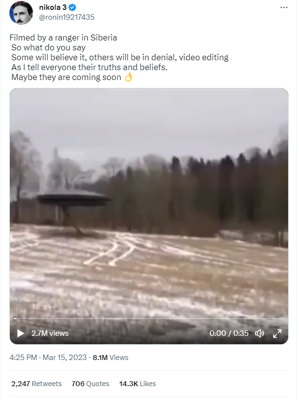 nikola 3
@ronin19217435
Filmed by a ranger in Siberia
So what do you say
Some will believe it, others will be in denial, video editing
As I tell everyone their truths and beliefs.
Maybe they are coming soon 👌
2.7M views
0:00 / 0:35
4:25 PM · Mar 15, 2023 · 8.1M Views
2,247 Retweets 706 Quotes 14.3K Likes